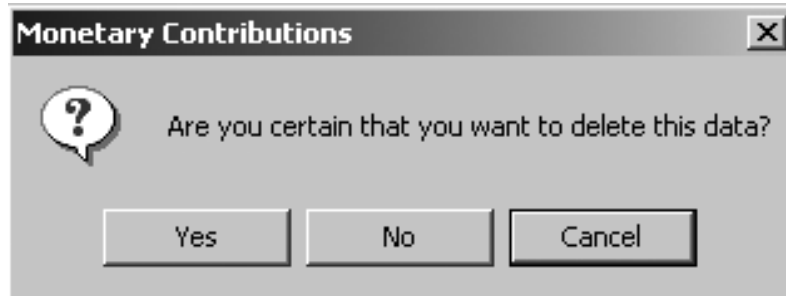 Monetary Contributions
Are you certain that you want to delete this data?
Yes No Cancel